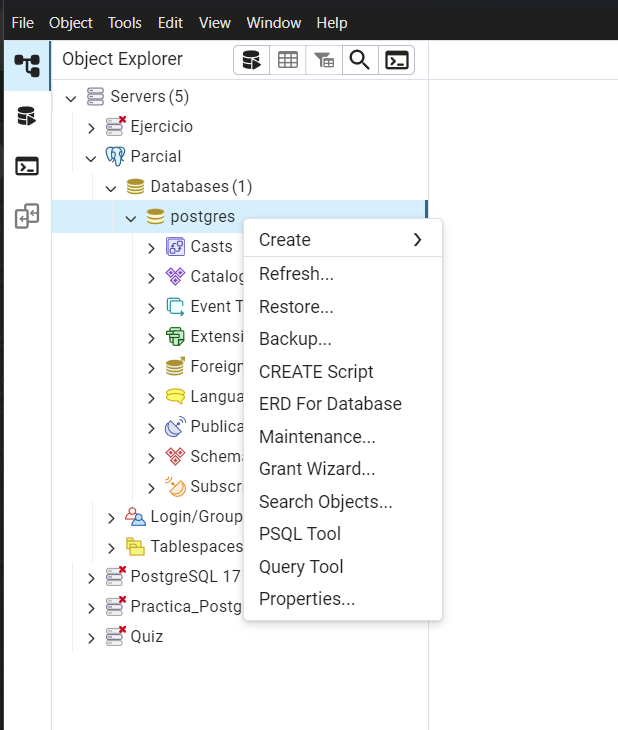 File Object Tools Edit View Window Help
Object Explorer
Servers (5)
Ejercicio
Parcial
Databases (1)
postgres
Casts
Catalog
Event T
Extensi
Foreign
Langua
Publica
Schema
Subscr
Login/Group
Tablespaces
PostgreSQL 17
Practica_Postg
Quiz
Create
Refresh...
Restore...
Backup...
CREATE Script
ERD For Database
Maintenance...
Grant Wizard...
Search Objects...
PSQL Tool
Query Tool
Properties...